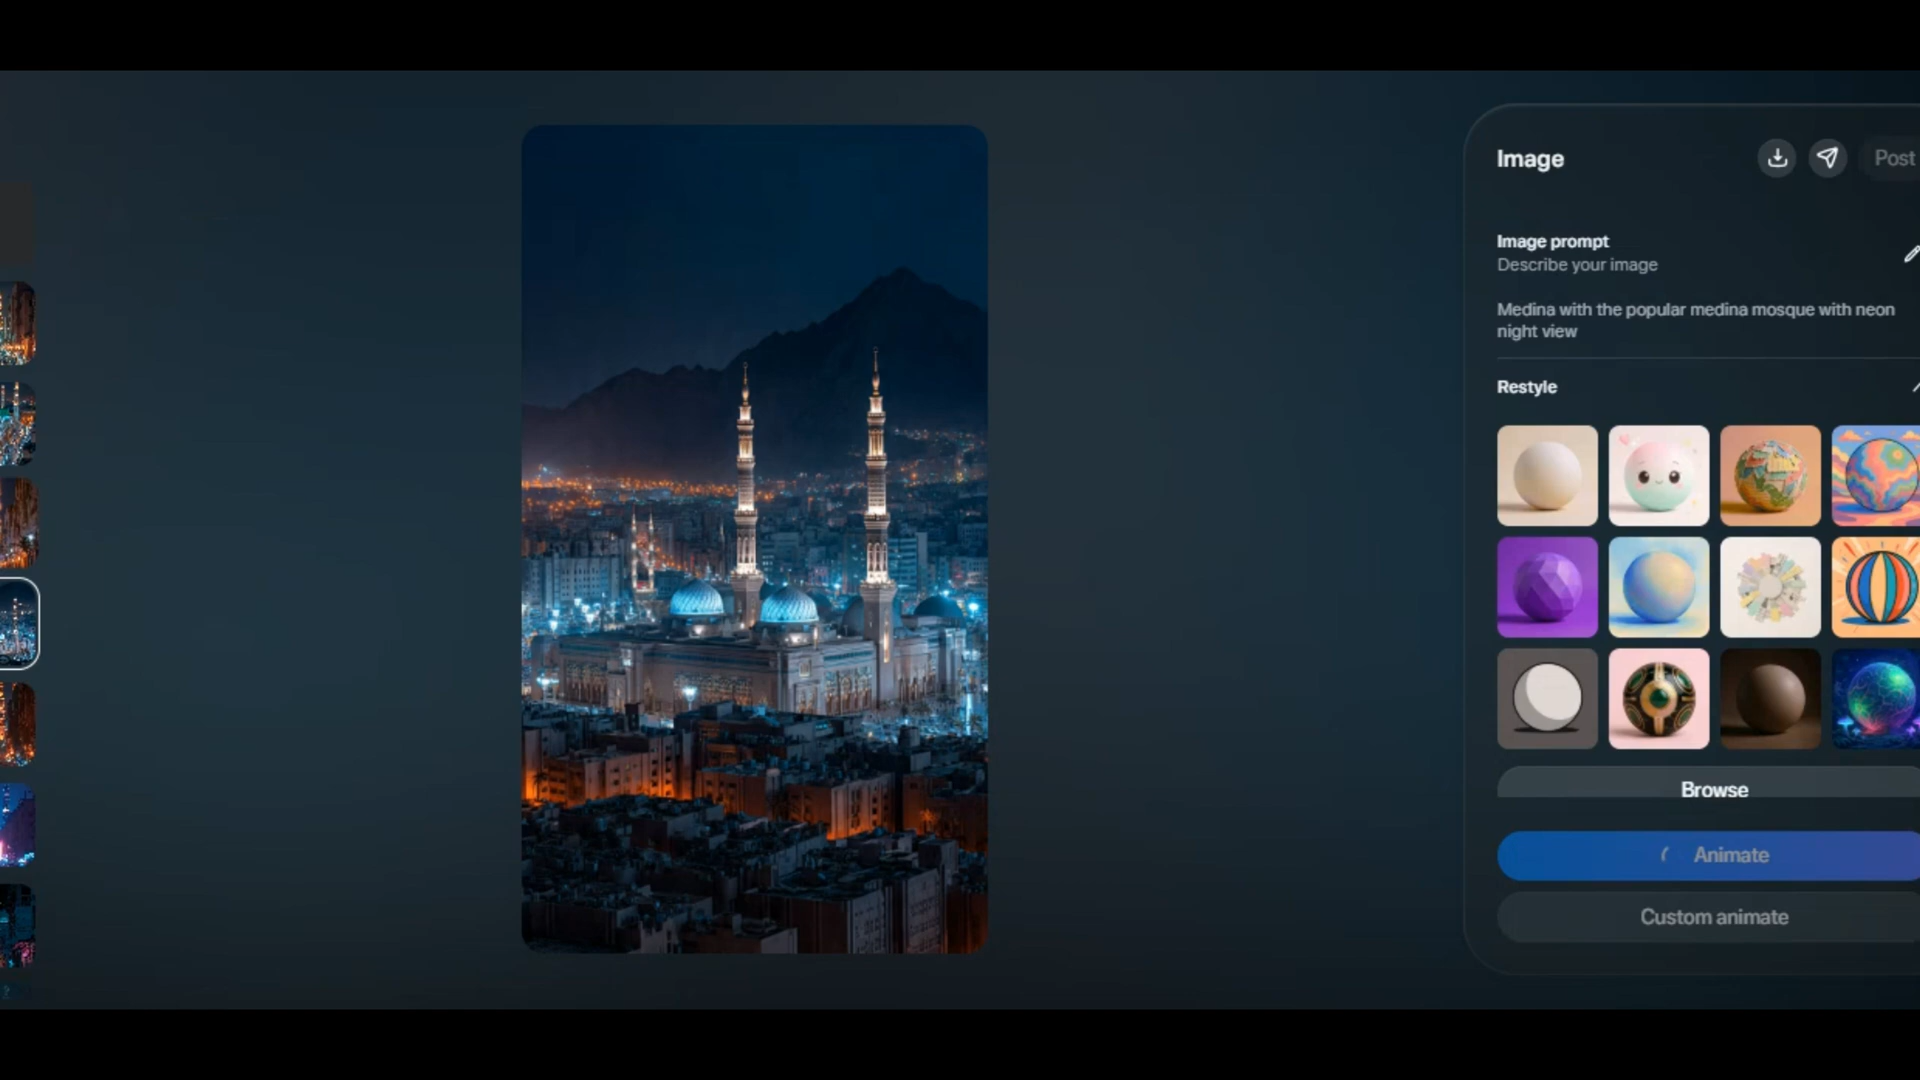 Image
Post
Image prompt
Describe your image
Medina with the popular medina mosque with neon
night view
Restyle
Browse
Animate
Custom animate